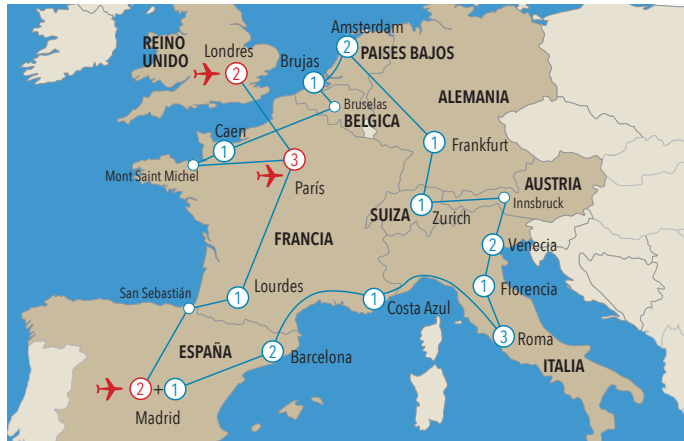 Amsterdam
REINO
UNIDO
Londres
2
PAISES BAJOS
Brujas
2
1
ALEMANIA
Bruselas
BELGICA
Caen
1
1
Frankfurt
Mont Saint Michel
3
París
AUSTRIA
SUIZA
1
Zurich
Innsbruck
FRANCIA
2
Venecia
San Sebastián
1
Lourdes
1
Florencia
1
Costa Azul
ESPAÑA
2
Barcelona
3
Roma
ITALIA
2+1
Madrid